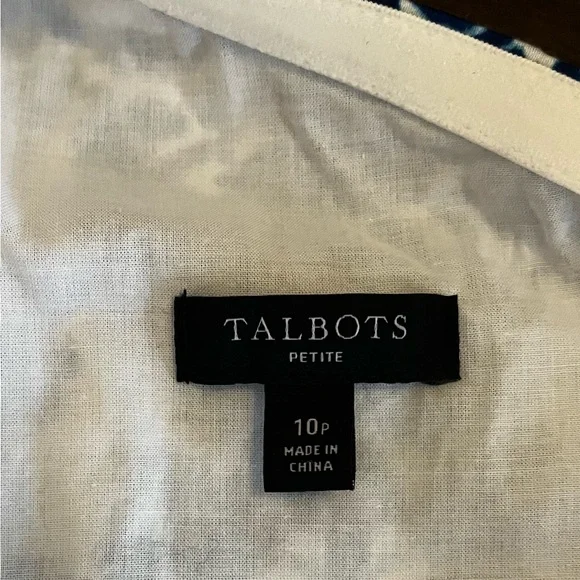 TALBOTS
PETITE
10P
MADE IN
CHINA